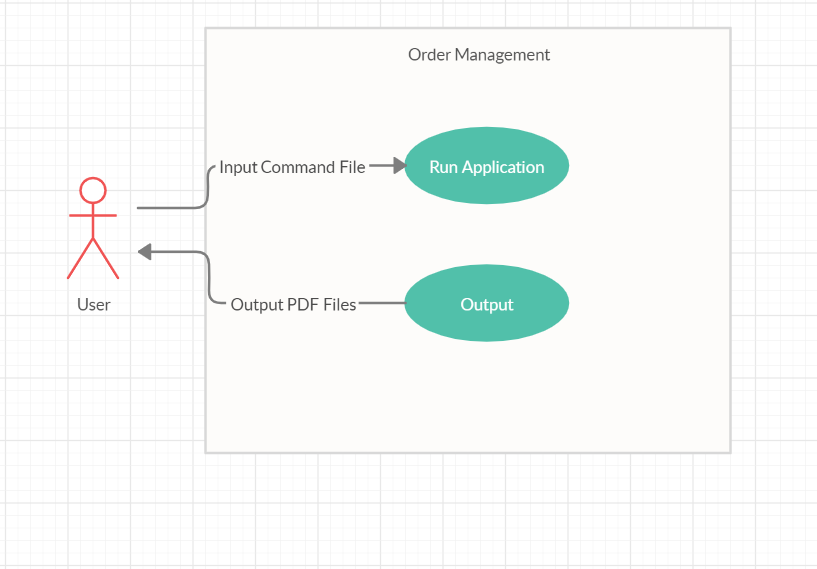 Order Management
Input Command File
Run Application
User
Output PDF Files
Output